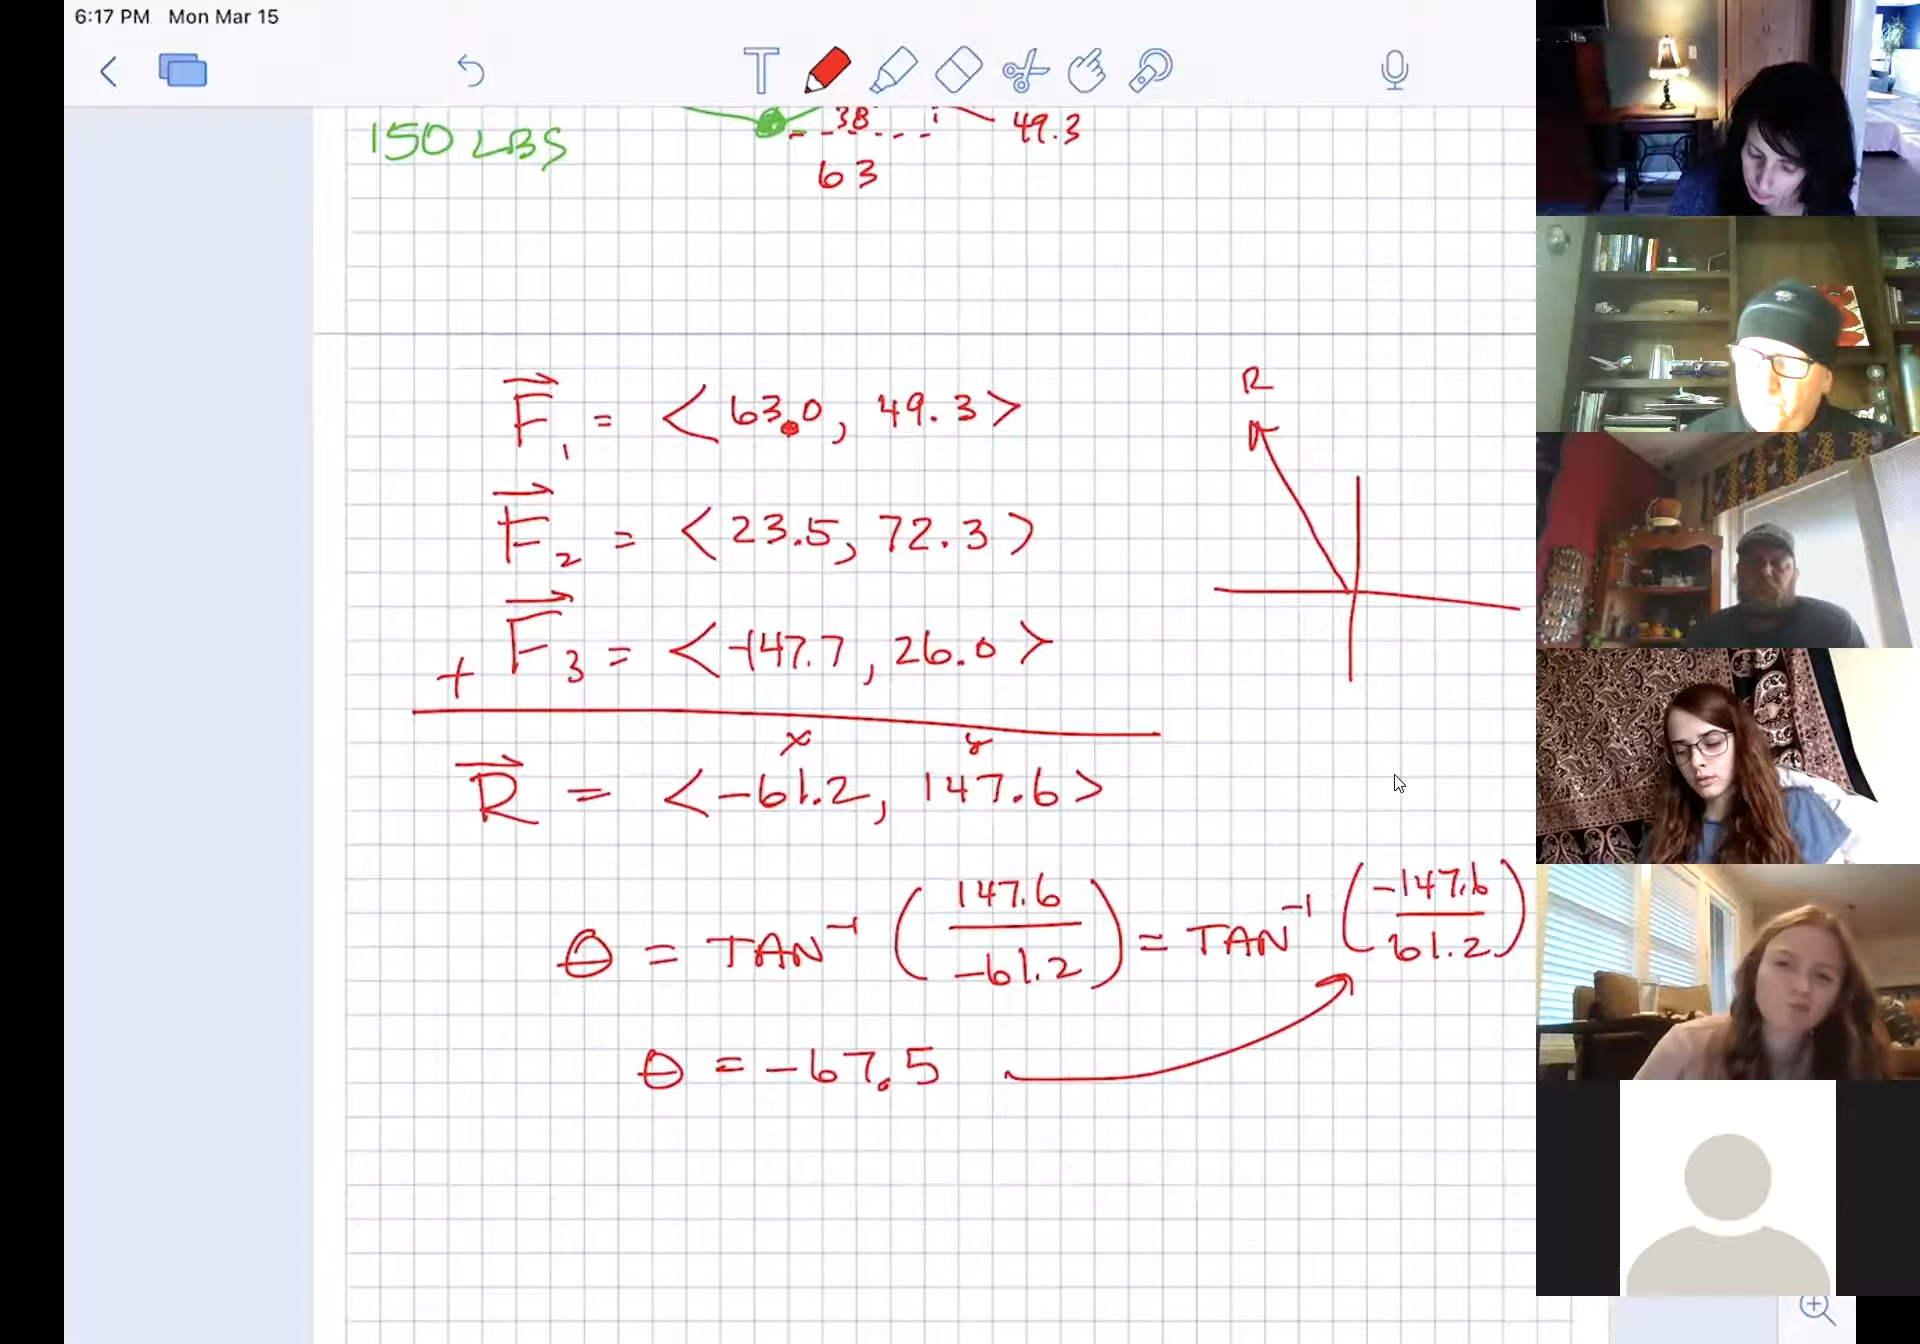 6:17 PM Mon Mar 15
T
150 LBS
38
49.3
63
F₁ = <63.0, 49.3>
F₂ = <23.5, 72.3>
+ F₃ = <-147.7, 26.0>
x y
R = <-61.2, 147.6>
R
θ = TAN⁻¹ (147.6 / -61.2) = TAN⁻¹ (-147.6 / 61.2)
θ = -67.5